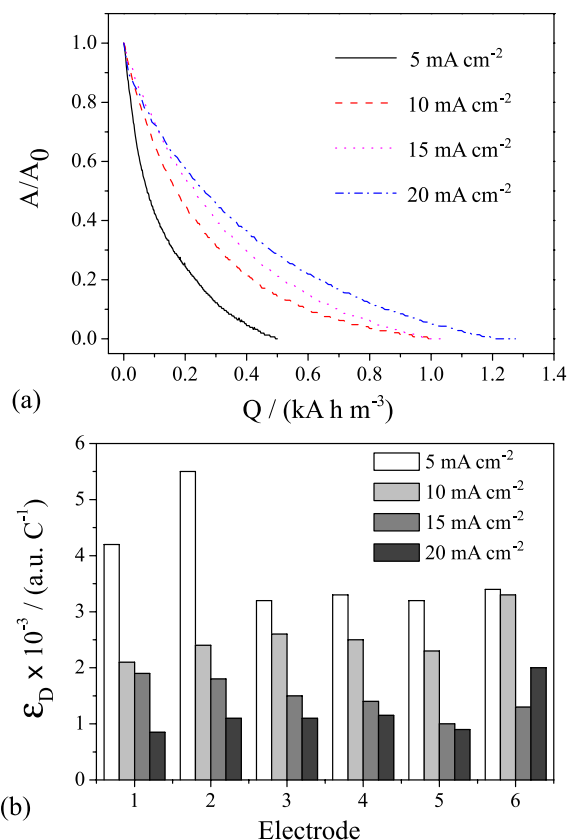 1.0
0.8
0.6
0.4
0.2
0.0
A/A0
5 mA cm-2
10 mA cm-2
15 mA cm-2
20 mA cm-2
0.0 0.2 0.4 0.6 0.8 1.0 1.2 1.4
Q / (kA h m-3)
(a)
6
5
4
3
2
1
0
εD x 10-3 / (a.u. C-1)
5 mA cm-2
10 mA cm-2
15 mA cm-2
20 mA cm-2
1 2 3 4 5 6
Electrode
(b)